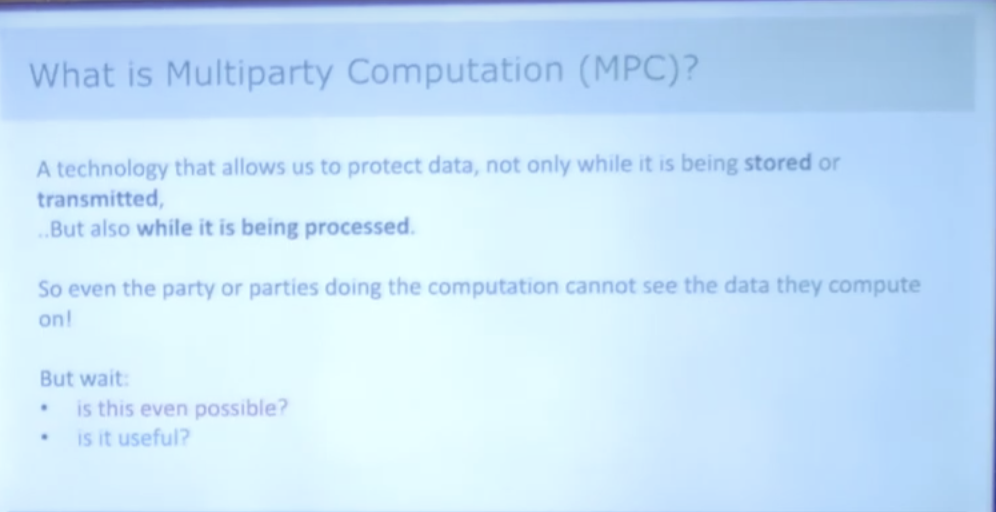 What is Multiparty Computation (MPC)?
A technology that allows us to protect data, not only while it is being stored or
transmitted,
..But also while it is being processed.
So even the party or parties doing the computation cannot see the data they compute
on!
But wait:
• is this even possible?
• is it useful?